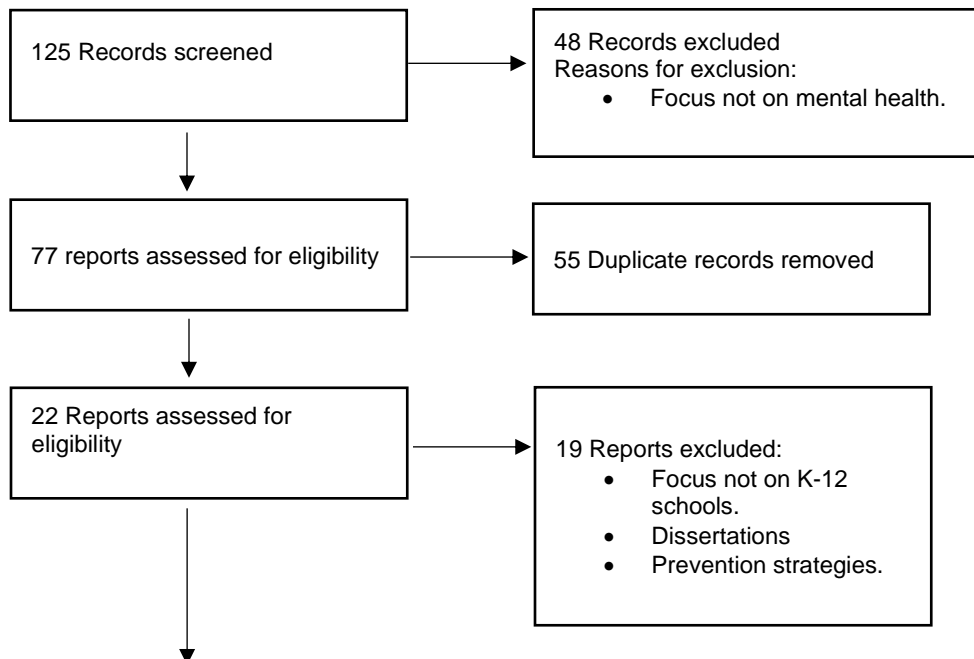 125 Records screened
48 Records excluded
Reasons for exclusion:
• Focus not on mental health.
77 reports assessed for eligibility
55 Duplicate records removed
22 Reports assessed for
eligibility
19 Reports excluded:
• Focus not on K-12
schools.
• Dissertations
• Prevention strategies.